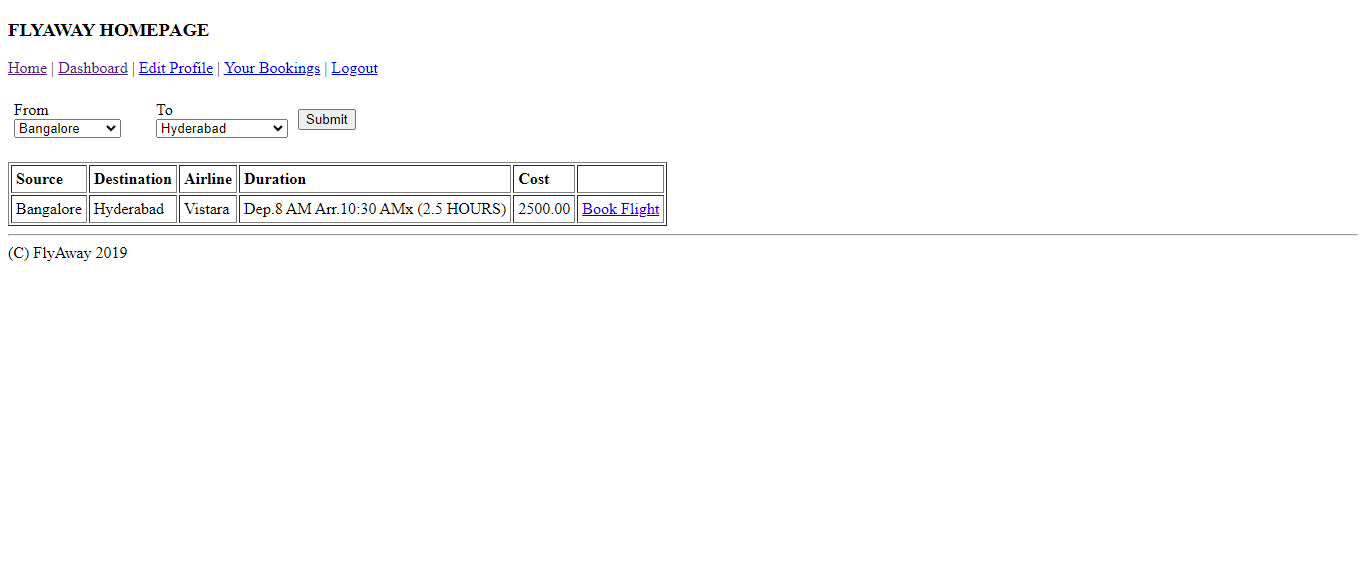 FLYAWAY HOMEPAGE
Home | Dashboard | Edit Profile | Your Bookings | Logout
From To
Bangalore Hyderabad Submit
Source Destination Airline Duration Cost
Bangalore Hyderabad Vistara Dep.8 AM Arr.10:30 AMx (2.5 HOURS) 2500.00 Book Flight
(C) FlyAway 2019